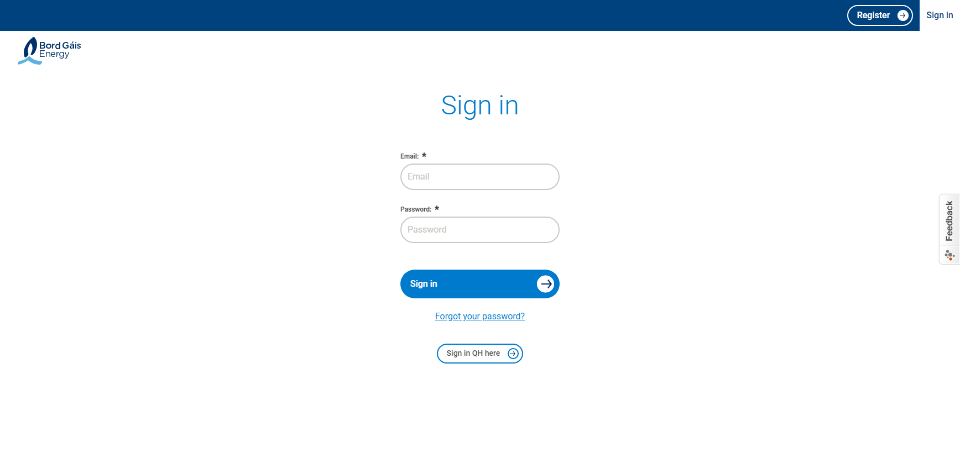 Register
Sign in
Bord Gáis
Energy
Sign in
Email: *
Email
Password: *
Password
Sign in
Forgot your password?
Sign in QH here
Feedback